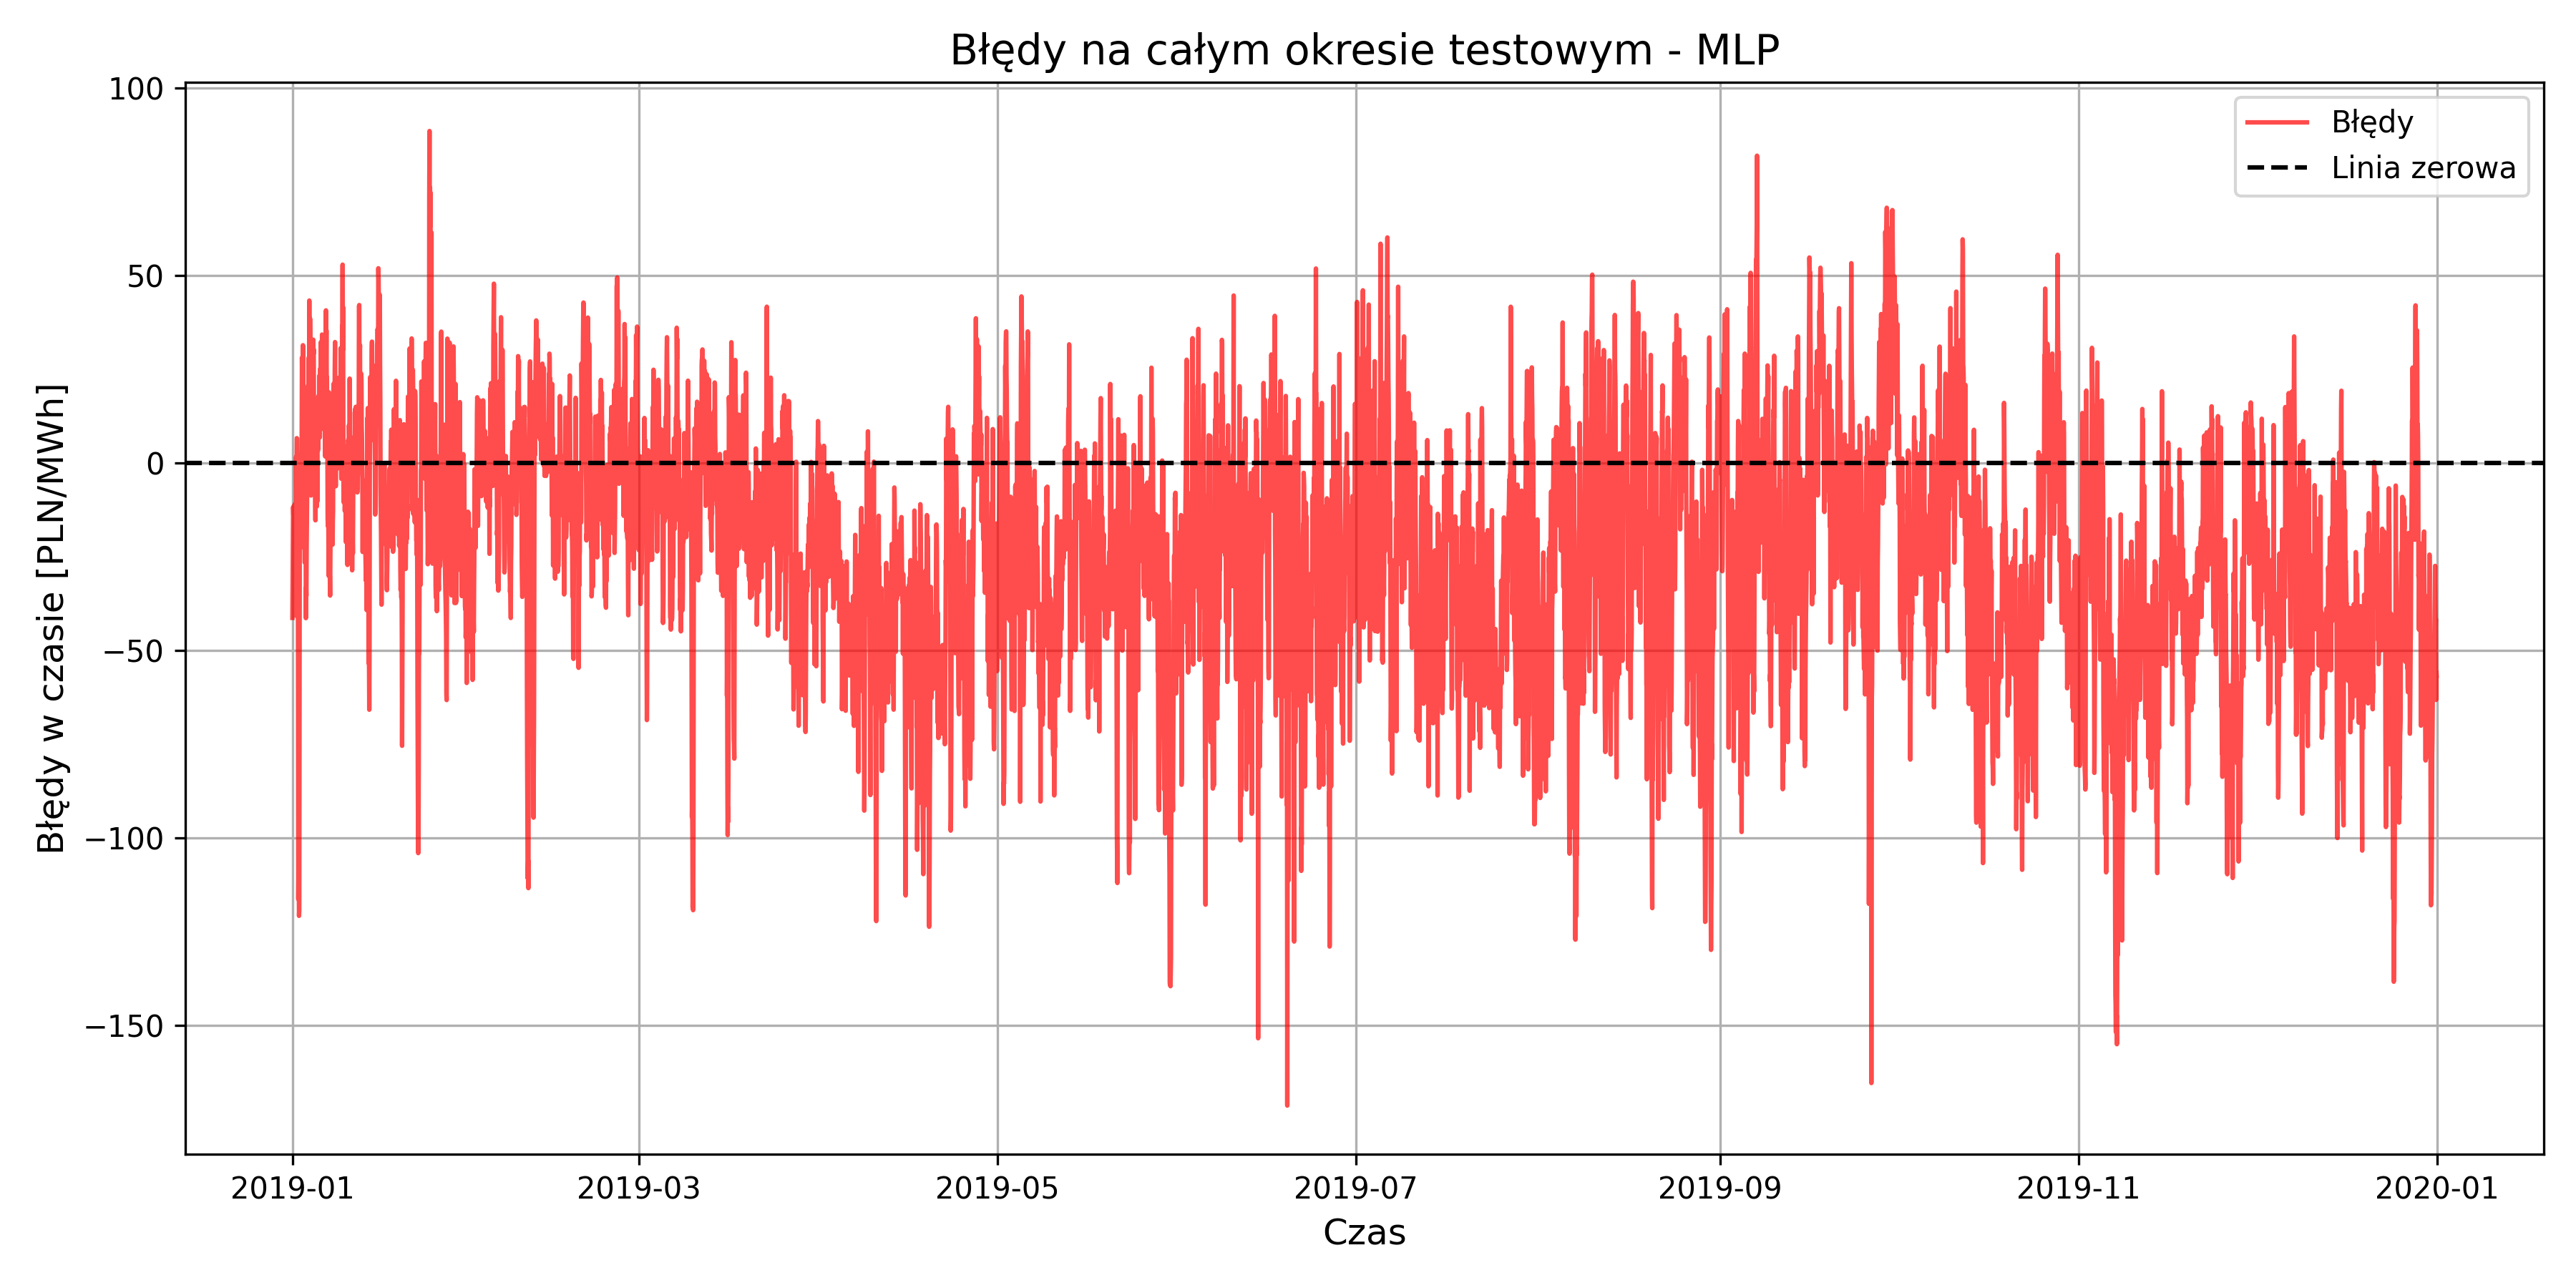 Błędy na całym okresie testowym - MLP
Błędy
Linia zerowa
Błędy w czasie [PLN/MWh]
100
50
0
−50
−100
−150
2019-01
2019-03
2019-05
2019-07
2019-09
2019-11
2020-01
Czas